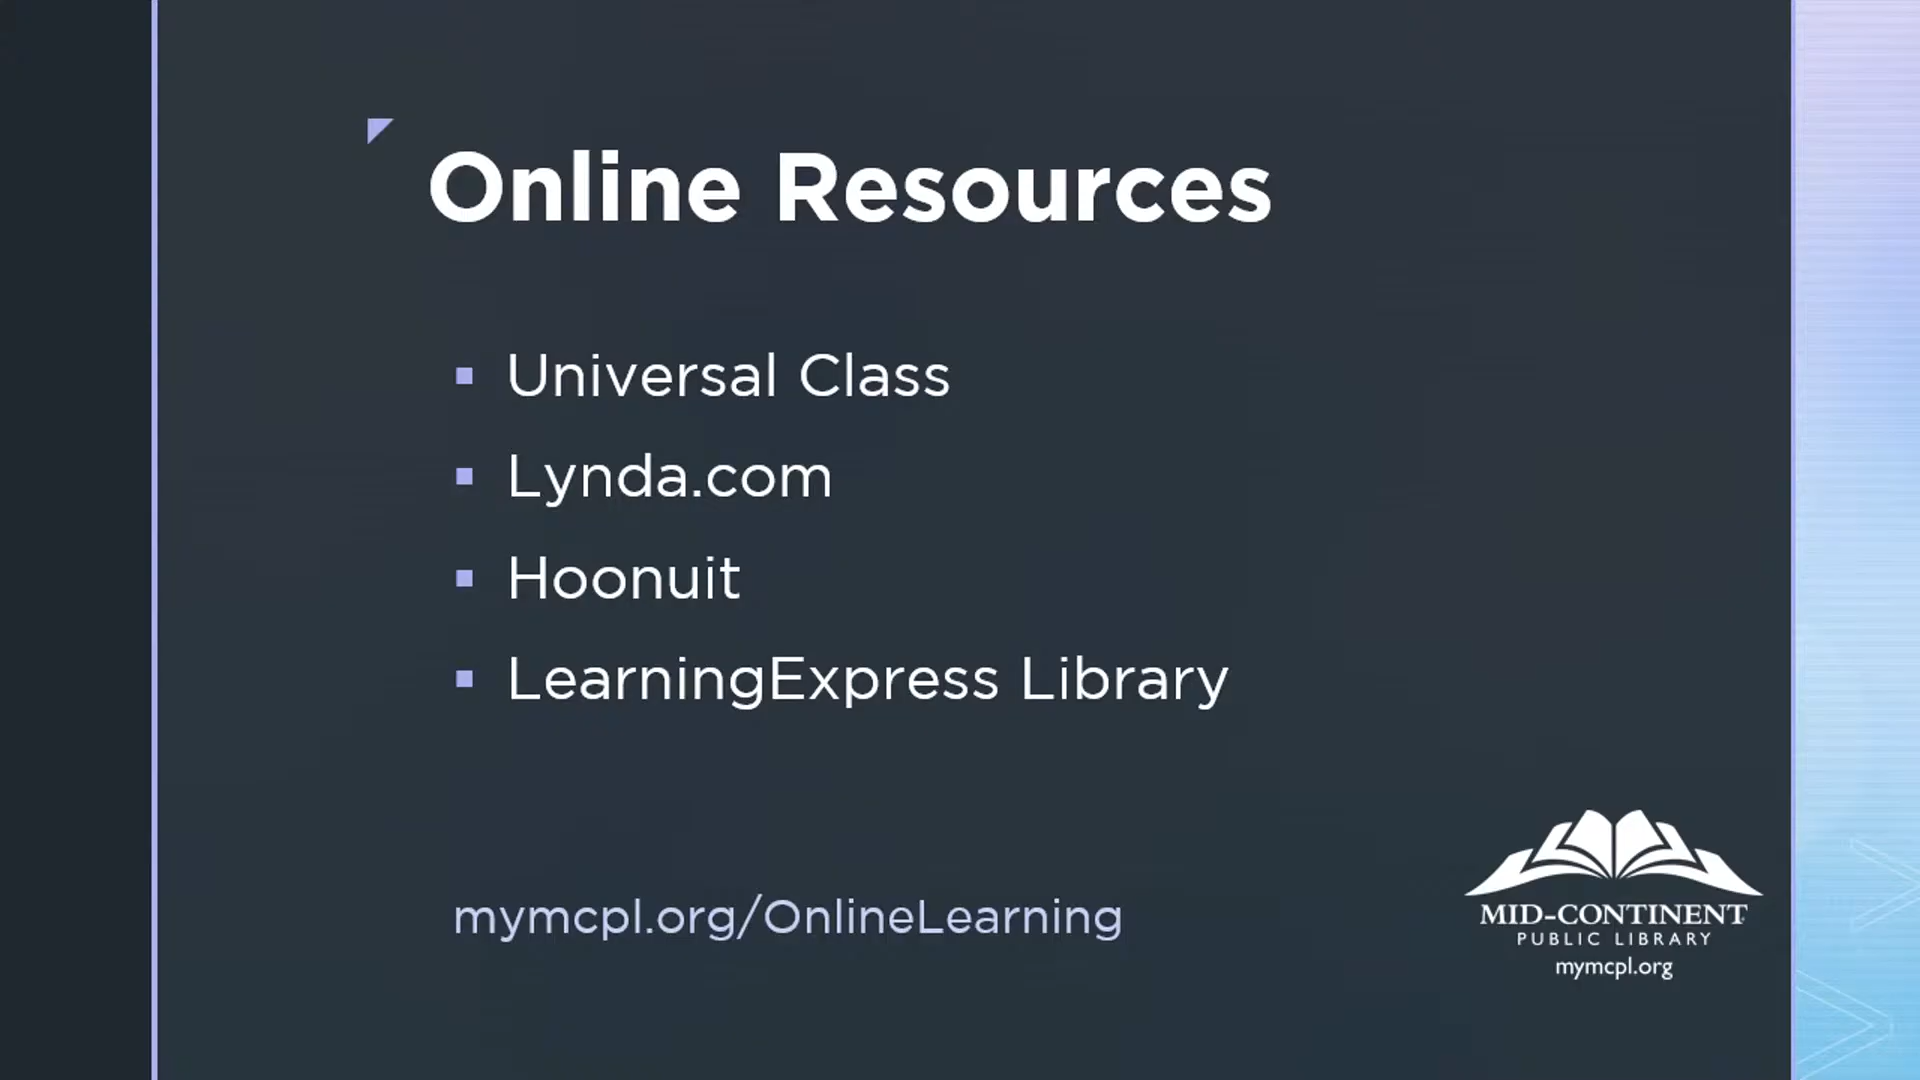 Online Resources
Universal Class
Lynda.com
Hoonuit
LearningExpress Library
mymcpl.org/OnlineLearning
MID-CONTINENT
PUBLIC LIBRARY
mymcpl.org